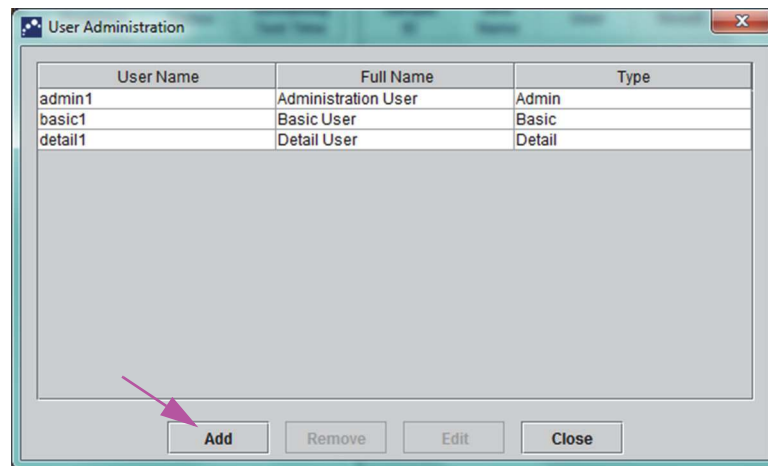 User Administration
User Name Full Name Type
admin1 Administration User Admin
basic1 Basic User Basic
detail1 Detail User Detail
Add Remove Edit Close